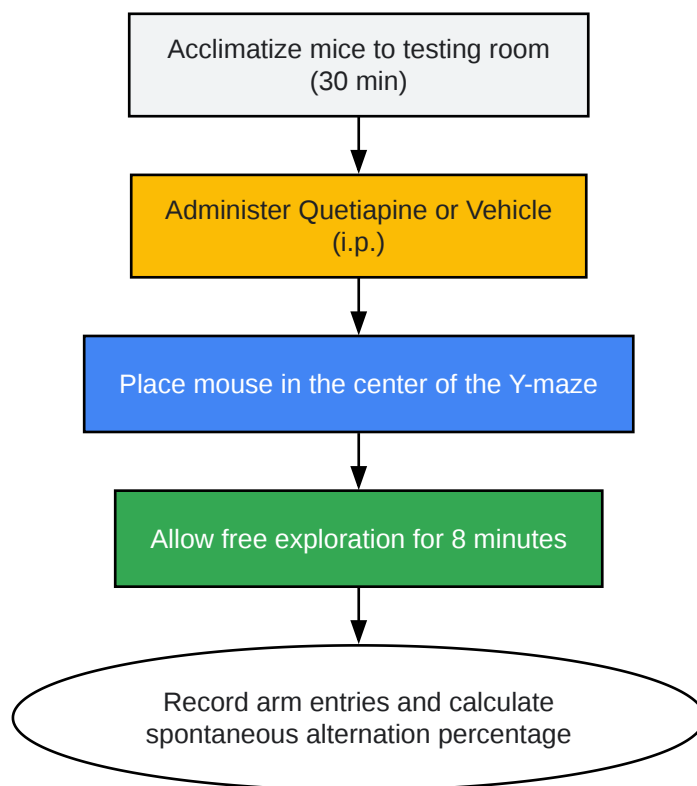 Acclimatize mice to testing room
(30 min)
Administer Quetiapine or Vehicle
(i.p.)
Place mouse in the center of the Y-maze
Allow free exploration for 8 minutes
Record arm entries and calculate
spontaneous alternation percentage